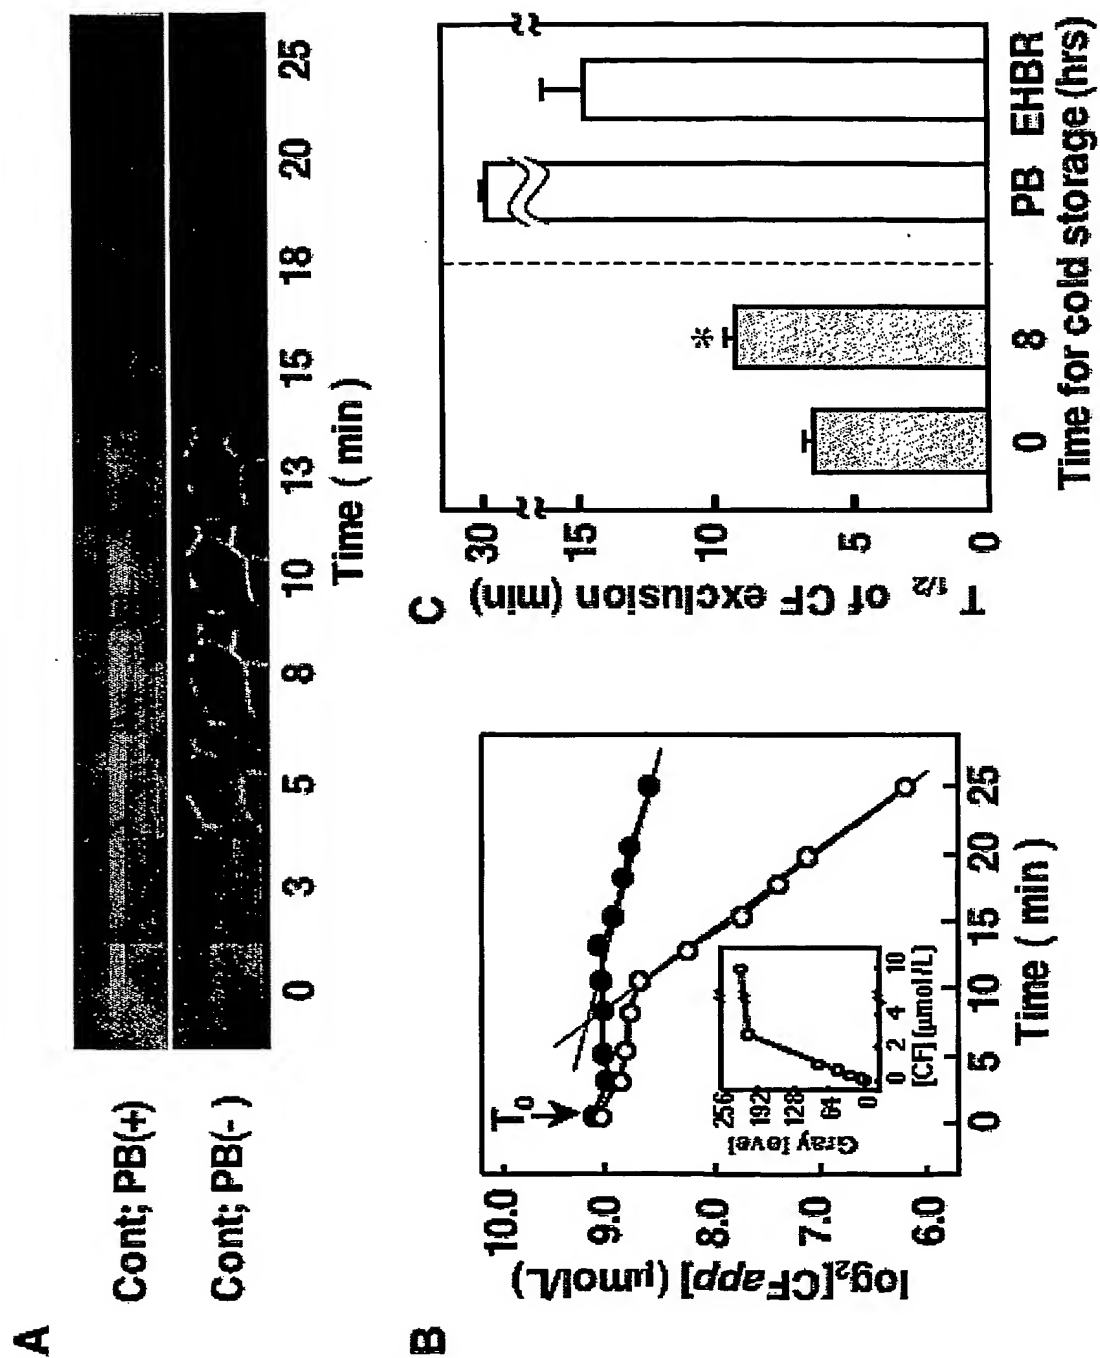 A
Cont; PB(+)
Cont; PB(-)
0 3 5 8 10 13 15 18 20 25
Time ( min )
B
log2[CFapp] (μmol/L)
10.0
9.0
8.0
7.0
6.0
T0
Gray level
256
192
128
64
0
0 2 4 10
[CF] (μmol/L)
0 5 10 15 20 25
Time ( min )
C
T1/2 of CF exclusion (min)
30
15
10
5
0
*
0 8 PB EHBR
Time for cold storage (hrs)